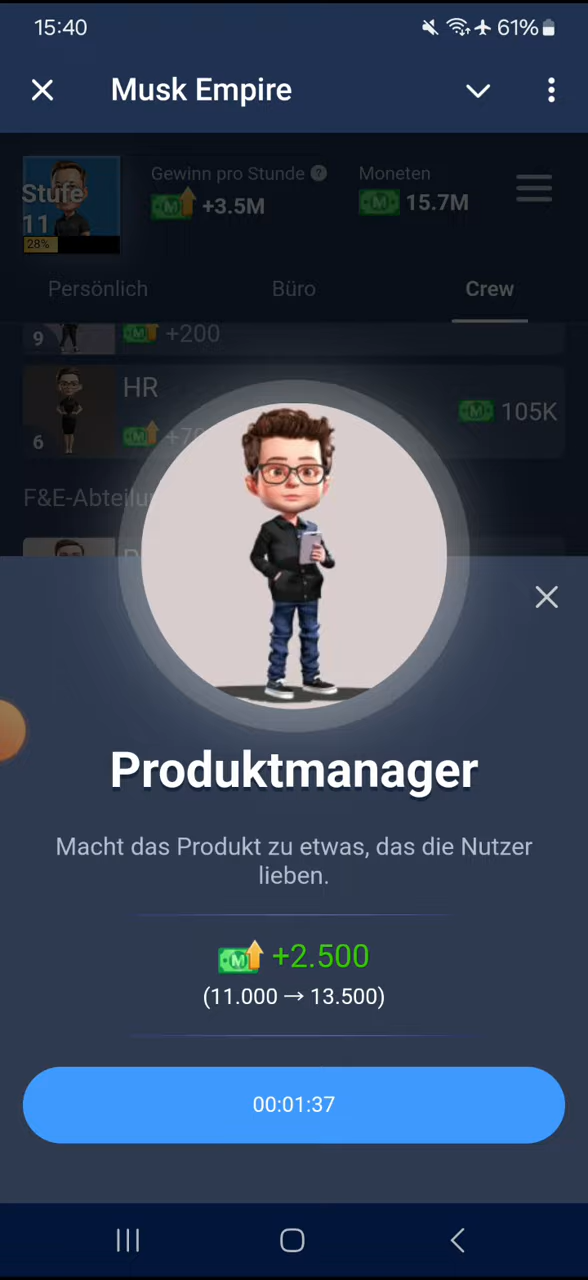 15:40
61%
Musk Empire
Stufe
11
28%
Gewinn pro Stunde ?
+3.5M
Moneten
M
15.7M
Persönlich
Büro
Crew
9
+200
HR
6
M
105K
F&E-Abteilu
Produktmanager
Macht das Produkt zu etwas, das die Nutzer
lieben.
M
+2.500
(11.000 → 13.500)
00:01:37